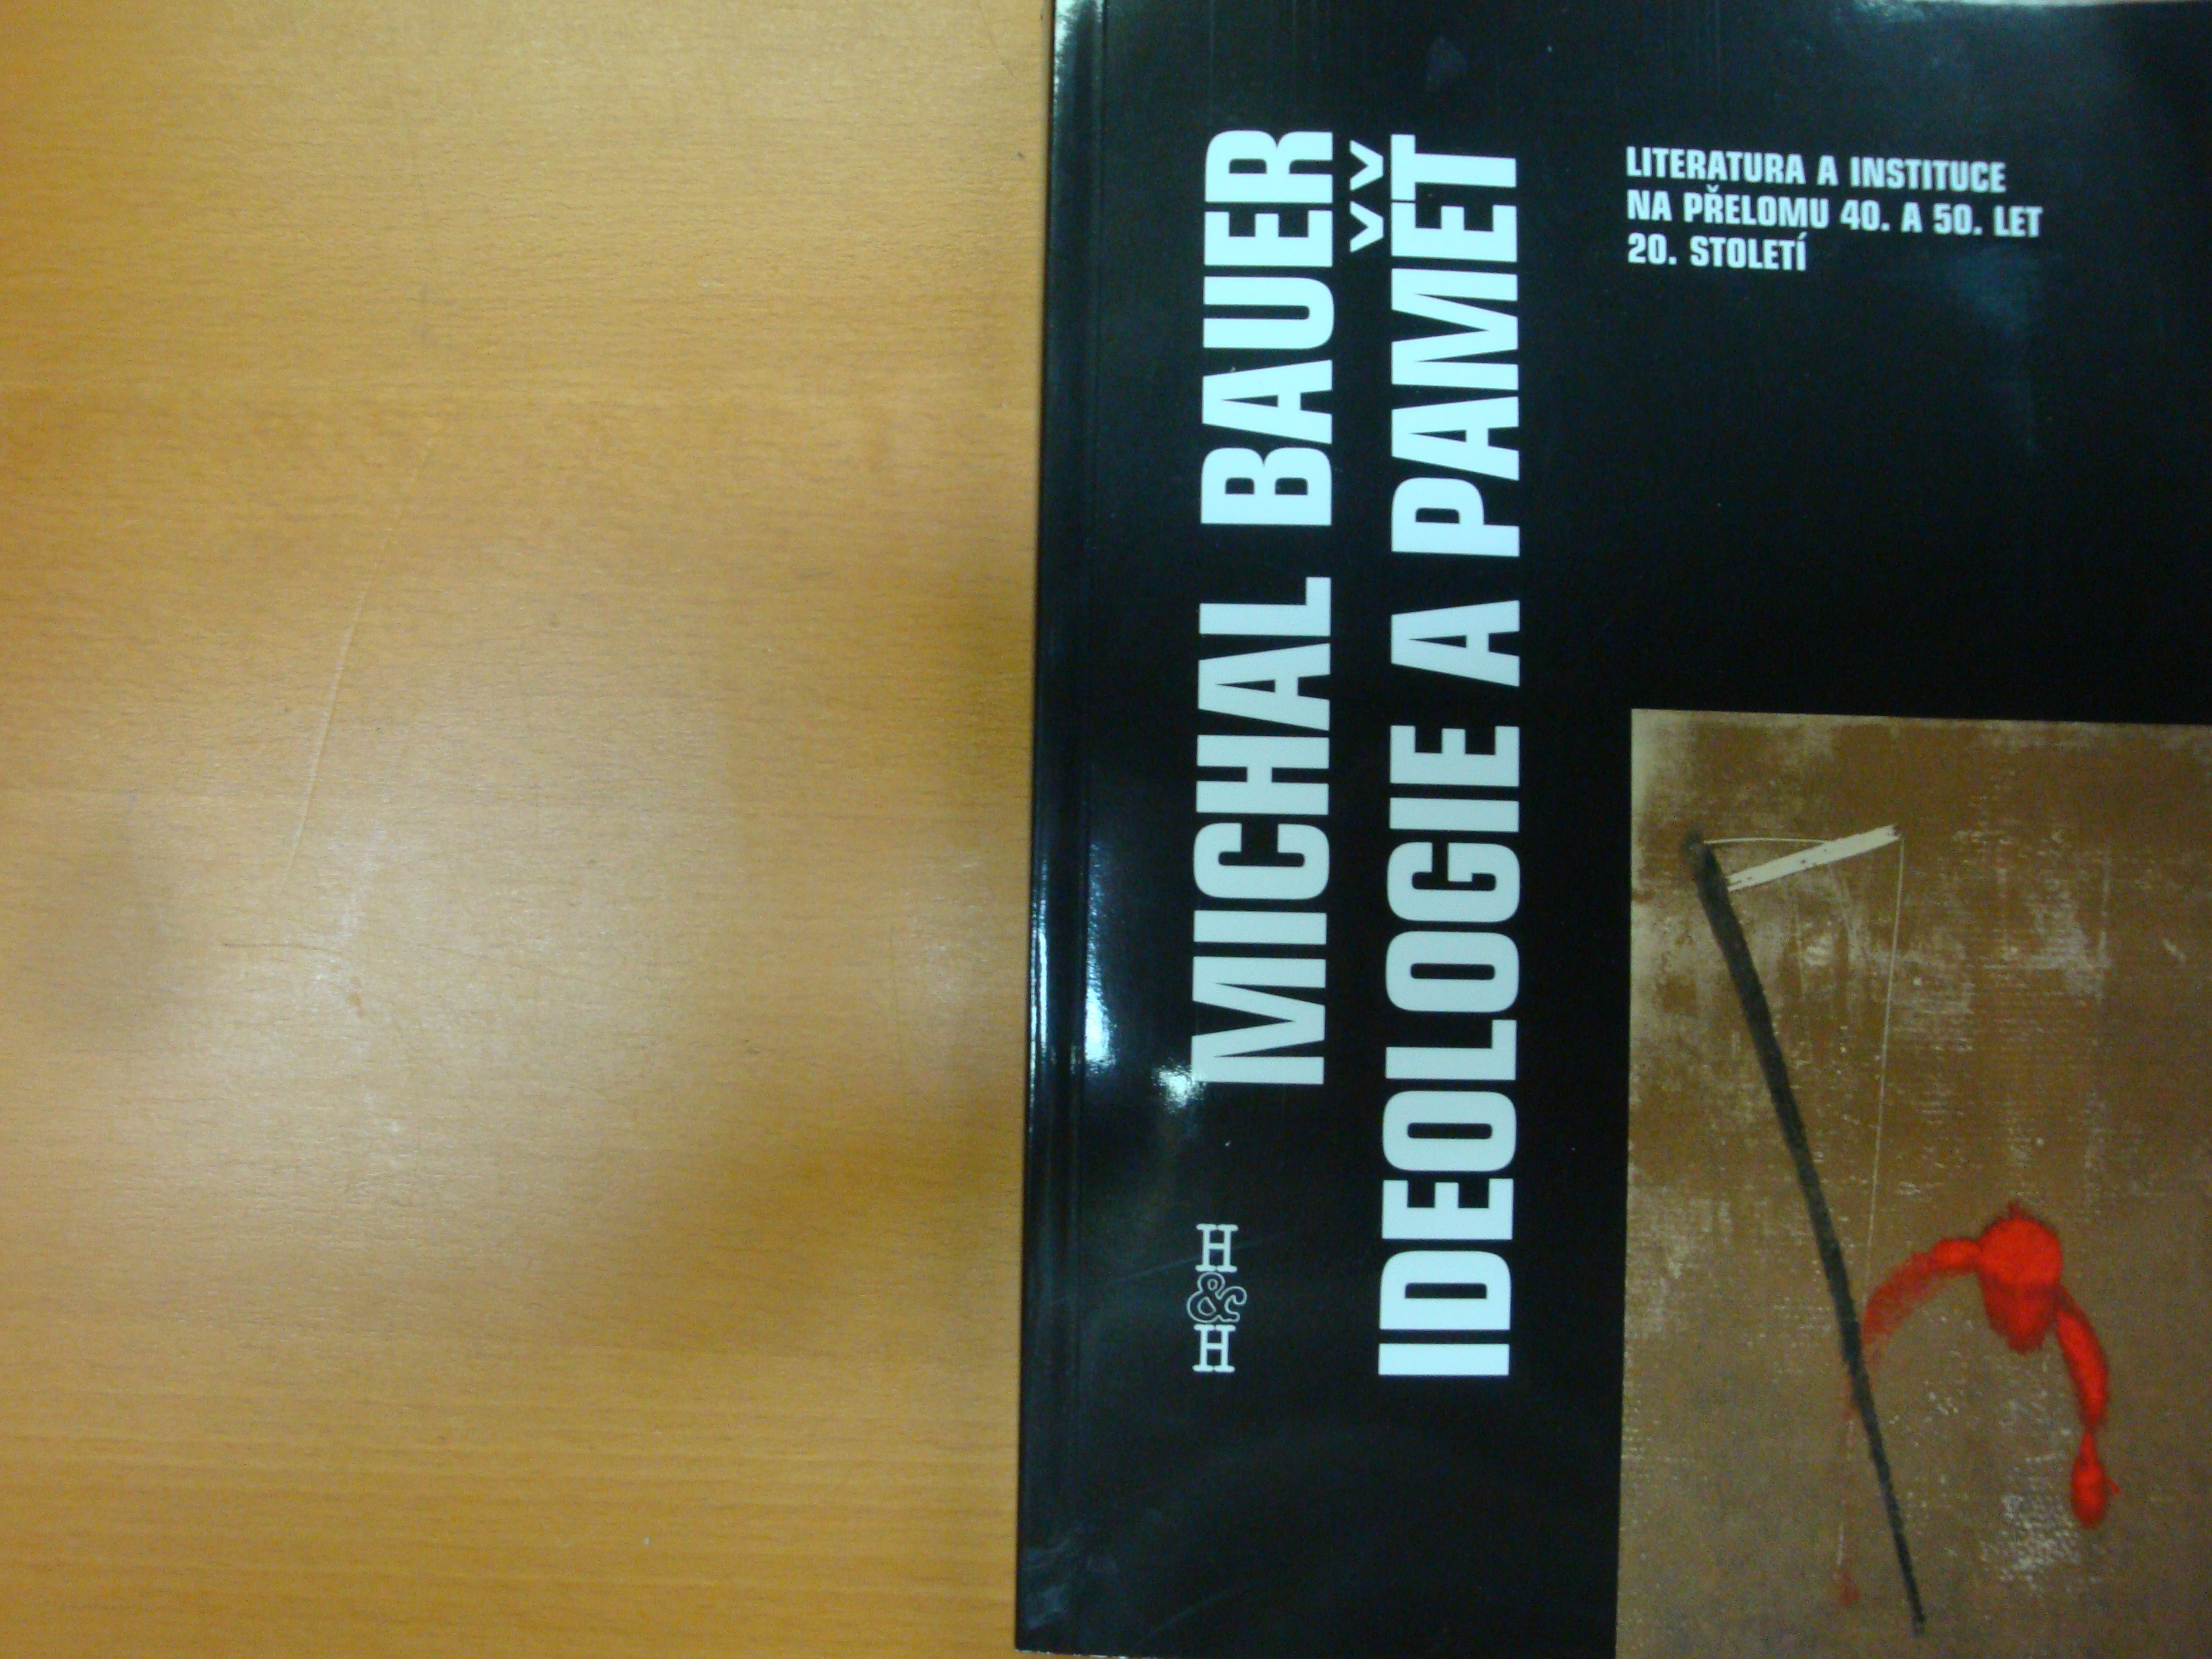 MICHAL BAUER
IDEOLOGIE A PAMĚŤ
LITERATURA A INSTITUCE
NA PŘELOMU 40. A 50. LET
20. STOLETÍ
H
&
H